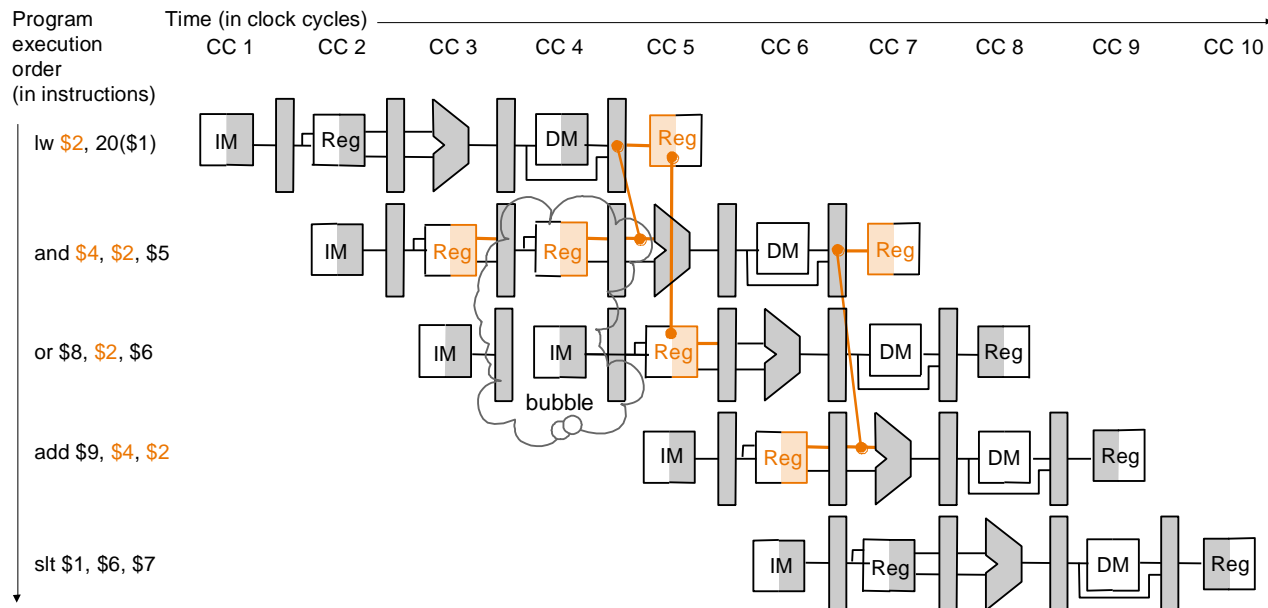 Program
execution
order
(in instructions)
Time (in clock cycles)
CC 1 CC 2 CC 3 CC 4 CC 5 CC 6 CC 7 CC 8 CC 9 CC 10
lw $2, 20($1)
IM Reg DM Reg
and $4, $2, $5
IM Reg Reg DM Reg
or $8, $2, $6
IM IM Reg DM Reg
bubble
add $9, $4, $2
IM Reg DM Reg
slt $1, $6, $7
IM Reg DM Reg